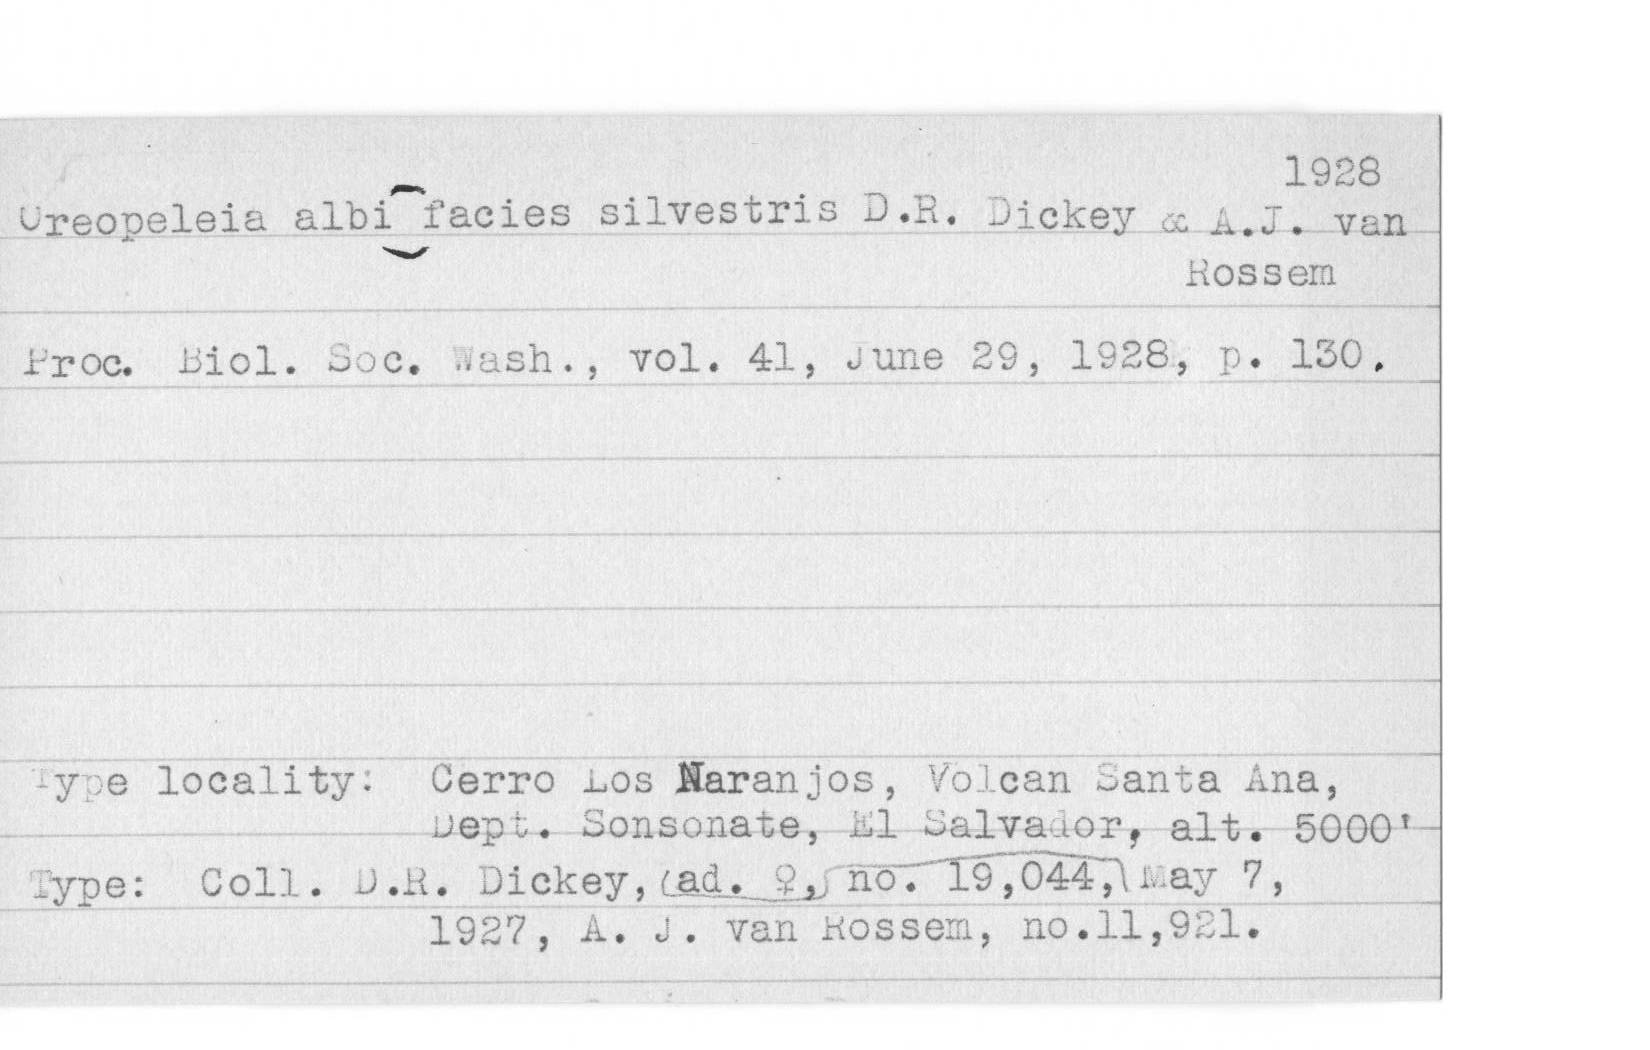 1928
Oreopeleia albi facies silvestris D.R. Dickey & A.J. van
Rossem
Proc. Biol. Soc. Wash., vol. 41, June 29, 1928, p. 130.
Type locality: Cerro Los Naranjos, Volcan Santa Ana,
Dept. Sonsonate, El Salvador, alt. 5000'
Type: Coll. D.R. Dickey, ad. ♀, no. 19,044, May 7,
1927, A. J. van Rossem, no.11,921.